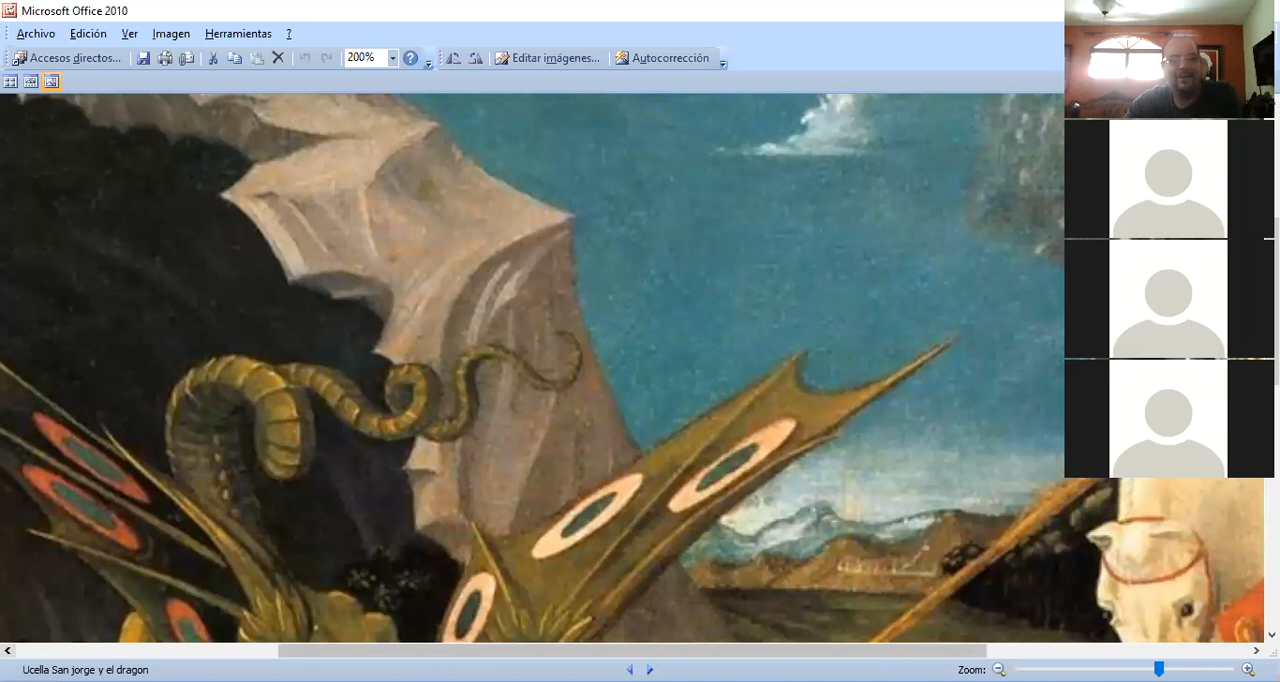 Microsoft Office 2010
Archivo Edición Ver Imagen Herramientas ?
Accesos directos... 200% Editar imágenes... Autocorrección
Ucella San jorge y el dragon Zoom: